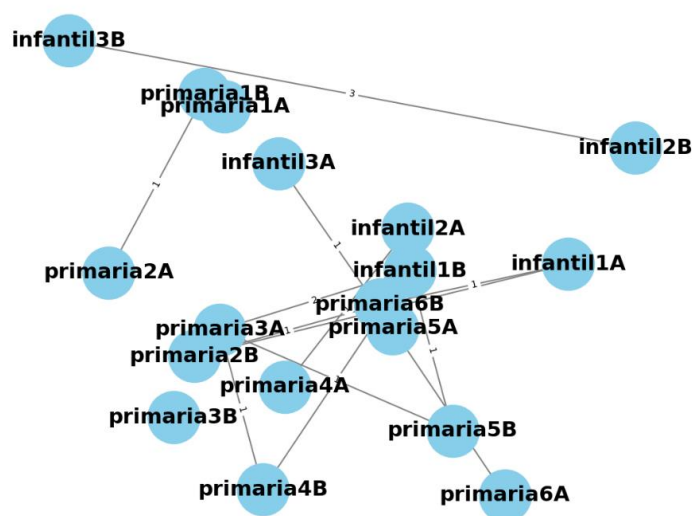 infantil3B
3
primaria1B
primaria1A
infantil2B
infantil3A
1
infantil2A
1
primaria2A
infantil1B
infantil1A
1
2
primaria6B
primaria3A
primaria5A
1
primaria2B
1
primaria4A
primaria3B
1
primaria5B
primaria4B
primaria6A